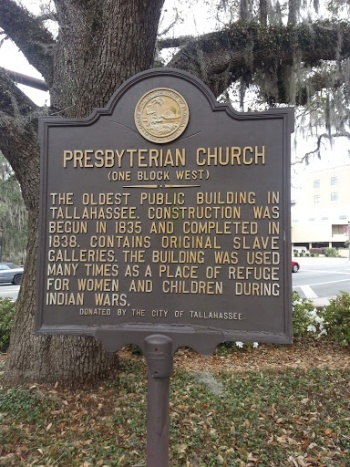 PRESBYTERIAN CHURCH
(ONE BLOCK WEST)
THE OLDEST PUBLIC BUILDING IN
TALLAHASSEE. CONSTRUCTION WAS
BEGUN IN 1835 AND COMPLETED IN
1838. CONTAINS ORIGINAL SLAVE
GALLERIES. THE BUILDING WAS USED
MANY TIMES AS A PLACE OF REFUGE
FOR WOMEN AND CHILDREN DURING
INDIAN WARS.
DONATED BY THE CITY OF TALLAHASSEE